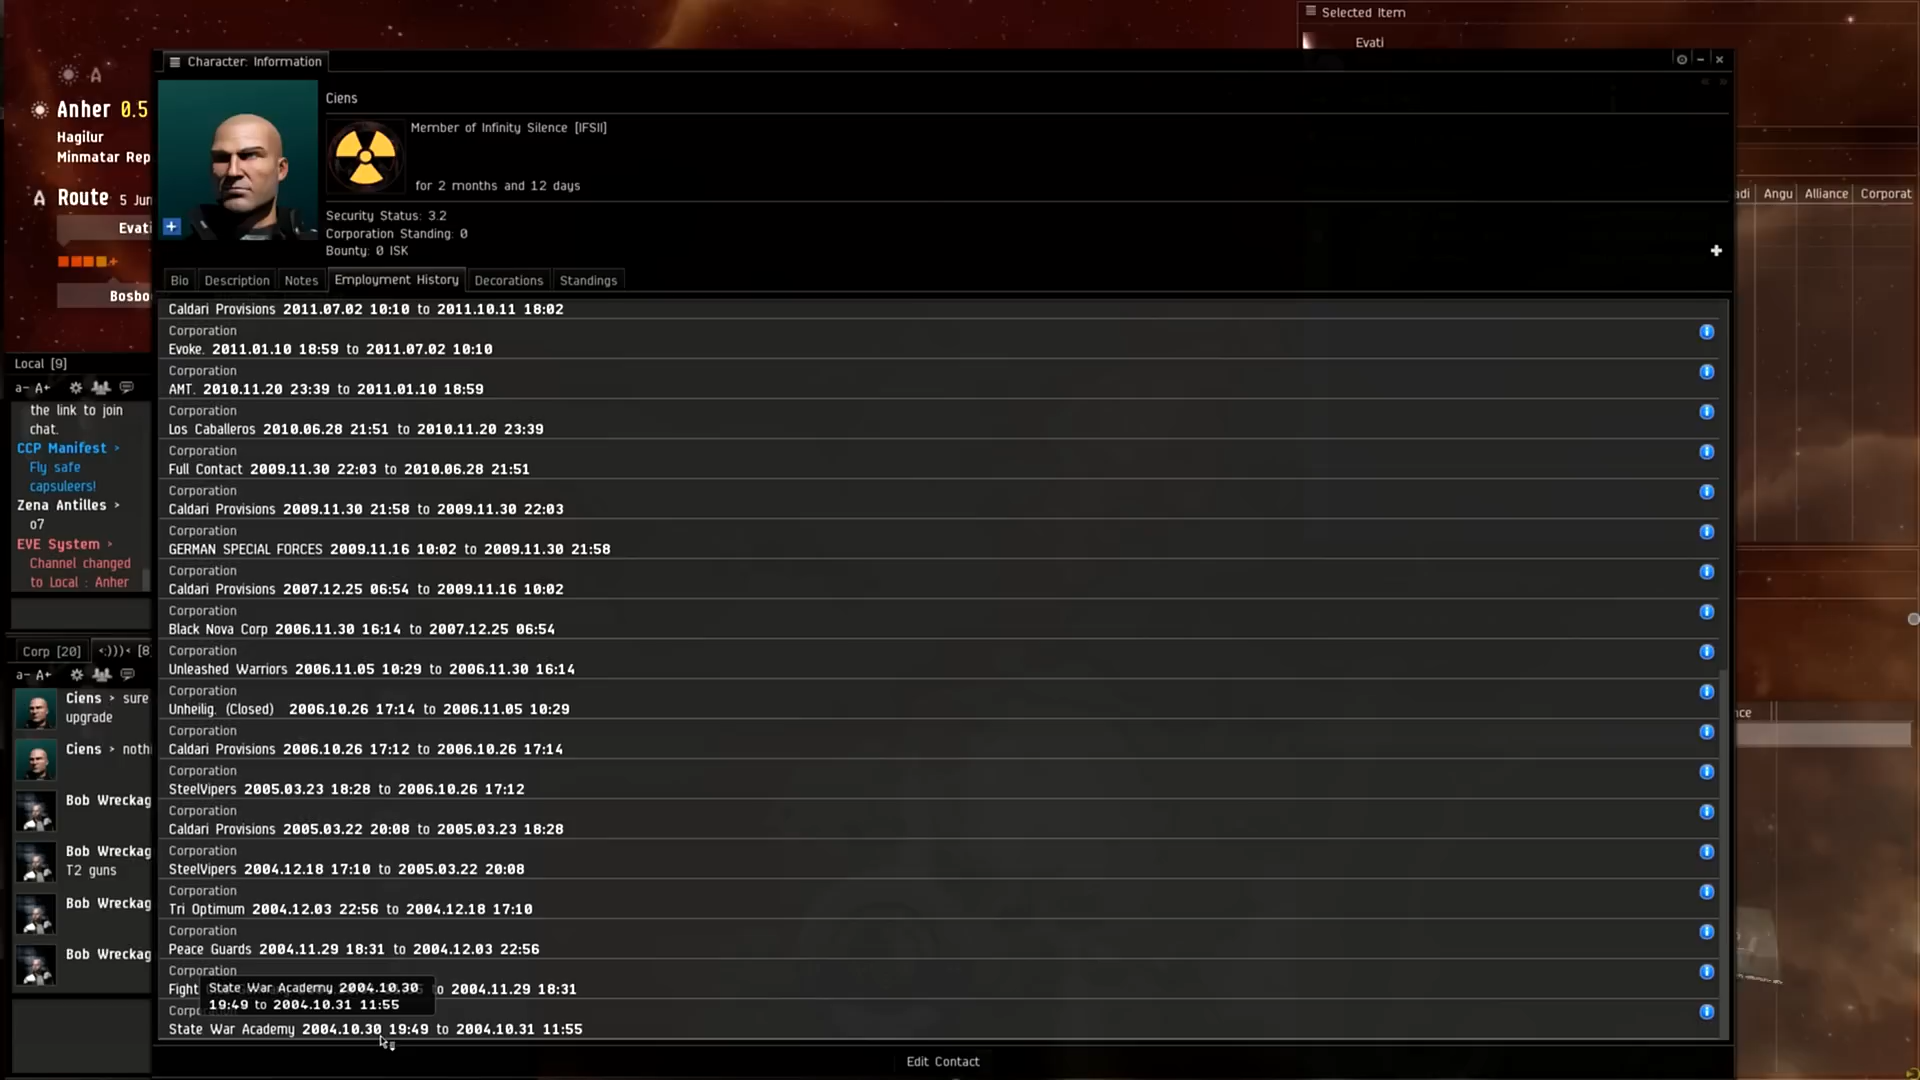 Selected Item
Evati
Character: Information
A
Anher 0.5
Hagilur
Minmatar Rep
A Route 5 Jun
Evati
Bosbo
Ciens
Member of Infinity Silence [IFSII]
for 2 months and 12 days
Security Status: 3.2
Corporation Standing: 0
Bounty: 0 ISK
Bio Description Notes Employment History Decorations Standings
Angu Alliance Corporat
Caldari Provisions 2011.07.02 10:10 to 2011.10.11 18:02
Corporation
Evoke. 2011.01.10 18:59 to 2011.07.02 10:10
Corporation
AMT. 2010.11.20 23:39 to 2011.01.10 18:59
Corporation
Los Caballeros 2010.06.28 21:51 to 2010.11.20 23:39
Corporation
Full Contact 2009.11.30 22:03 to 2010.06.28 21:51
Corporation
Caldari Provisions 2009.11.30 21:58 to 2009.11.30 22:03
Corporation
GERMAN SPECIAL FORCES 2009.11.16 10:02 to 2009.11.30 21:58
Corporation
Caldari Provisions 2007.12.25 06:54 to 2009.11.16 10:02
Corporation
Black Nova Corp 2006.11.30 16:14 to 2007.12.25 06:54
Corporation
Unleashed Warriors 2006.11.05 10:29 to 2006.11.30 16:14
Corporation
Unheilig. (Closed) 2006.10.26 17:14 to 2006.11.05 10:29
Corporation
Caldari Provisions 2006.10.26 17:12 to 2006.10.26 17:14
Corporation
SteelVipers 2005.03.23 18:28 to 2006.10.26 17:12
Corporation
Caldari Provisions 2005.03.22 20:08 to 2005.03.23 18:28
Corporation
SteelVipers 2004.12.18 17:10 to 2005.03.22 20:08
Corporation
Tri Optimum 2004.12.03 22:56 to 2004.12.18 17:10
Corporation
Peace Guards 2004.11.29 18:31 to 2004.12.03 22:56
Corporation
Fight to 2004.11.29 18:31
State War Academy 2004.10.30
19:49 to 2004.10.31 11:55
State War Academy 2004.10.30 19:49 to 2004.10.31 11:55
Edit Contact
Local [9]
a- A+
the link to join
chat.
CCP Manifest >
Fly safe
capsuleers!
Zena Antilles >
o7
EVE System >
Channel changed
to Local : Anher
Corp [20] <:)))< [8]
a- A+
Ciens > sure
upgrade
Ciens > nothi
Bob Wreckag
Bob Wreckag
T2 guns
Bob Wreckag
Bob Wreckag